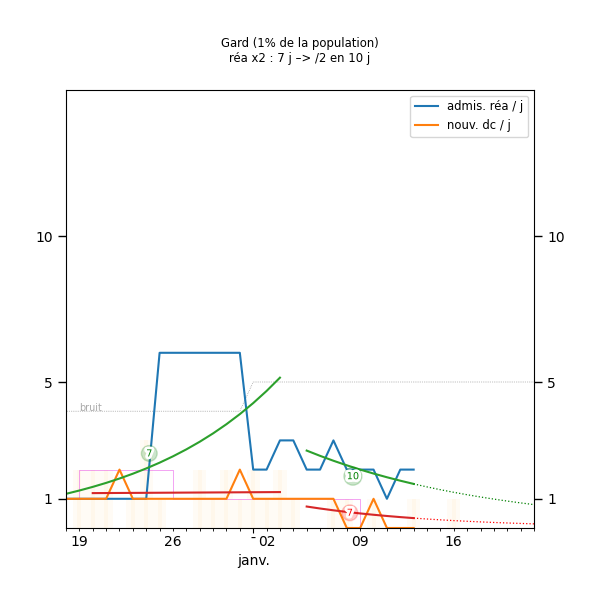 Gard (1% de la population)
réa x2 : 7 j –> /2 en 10 j
admis. réa / j
nouv. dc / j
10
10
5
5
bruit
7
10
1
1
7
19
26
02
09
16
janv.